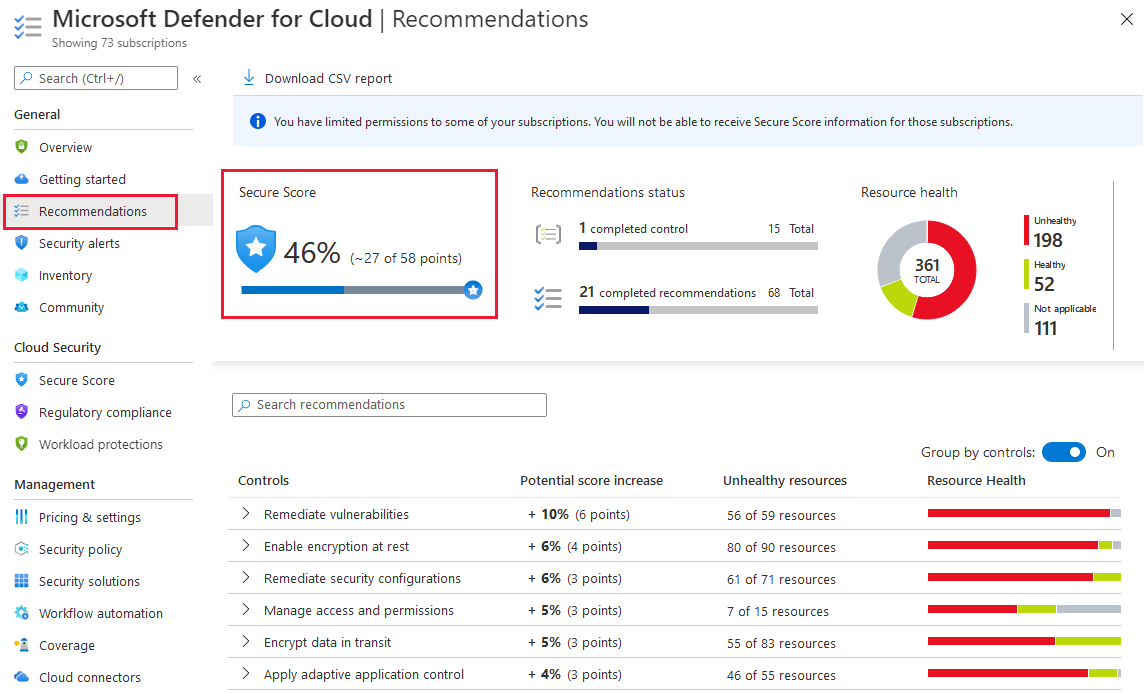 Microsoft Defender for Cloud | Recommendations
Showing 73 subscriptions
Search (Ctrl+/)
«
General
Overview
Getting started
Recommendations
Security alerts
Inventory
Community
Cloud Security
Secure Score
Regulatory compliance
Workload protections
Management
Pricing & settings
Security policy
Security solutions
Workflow automation
Coverage
Cloud connectors
Download CSV report
You have limited permissions to some of your subscriptions. You will not be able to receive Secure Score information for those subscriptions.
Secure Score
46% (~27 of 58 points)
Recommendations status
1 completed control 15 Total
21 completed recommendations 68 Total
Resource health
361
TOTAL
Unhealthy
198
Healthy
52
Not applicable
111
Search recommendations
Group by controls: On
Controls Potential score increase Unhealthy resources Resource Health
Remediate vulnerabilities + 10% (6 points) 56 of 59 resources
Enable encryption at rest + 6% (4 points) 80 of 90 resources
Remediate security configurations + 6% (3 points) 61 of 71 resources
Manage access and permissions + 5% (3 points) 7 of 15 resources
Encrypt data in transit + 5% (3 points) 55 of 83 resources
Apply adaptive application control + 4% (3 points) 46 of 55 resources